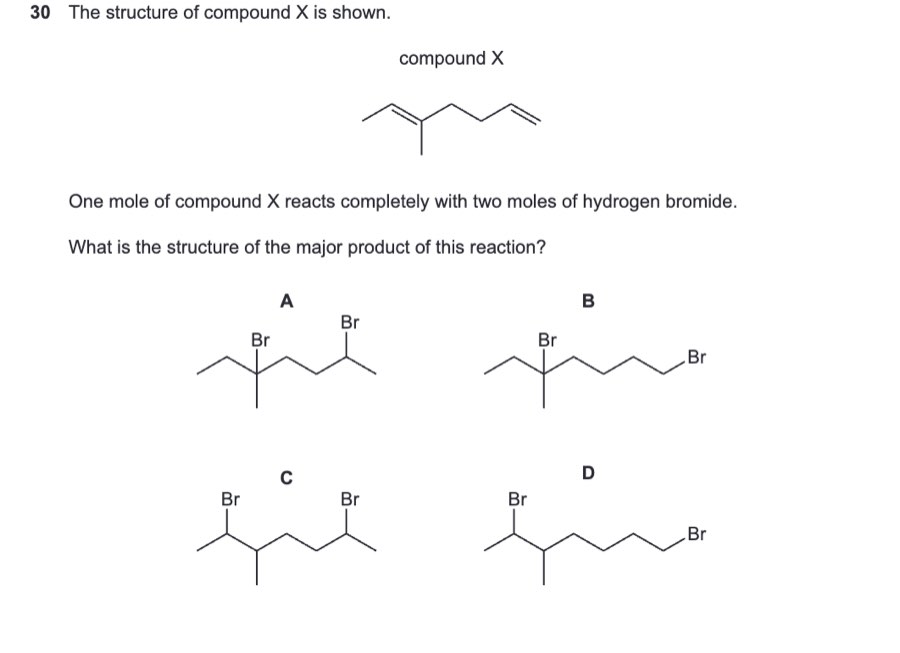 30 The structure of compound X is shown.
compound X
One mole of compound X reacts completely with two moles of hydrogen bromide.
What is the structure of the major product of this reaction?
A
B
Br
Br
Br
Br
C
D
Br
Br
Br
Br